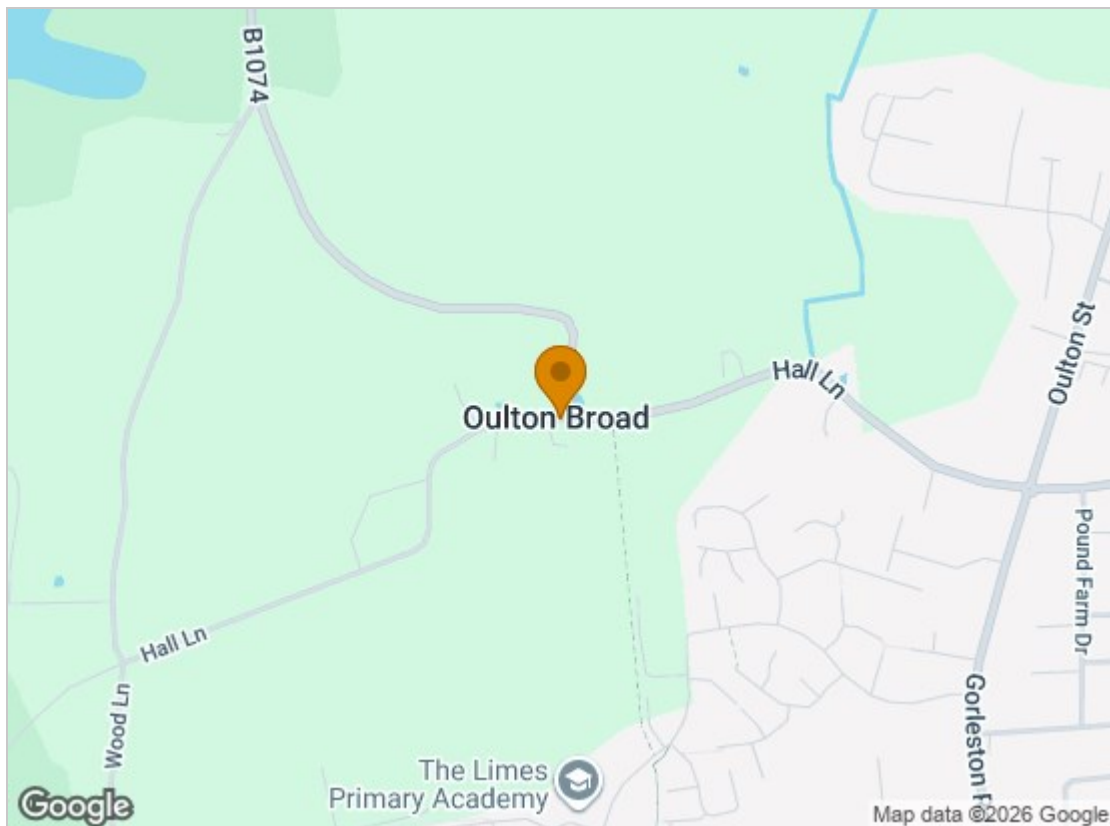 B1074
Oulton St
Hall Ln
Oulton Broad
Pound Farm Dr
Hall Ln
Wood Ln
Gorleston R
The Limes
Primary Academy
Google
Map data ©2026 Google